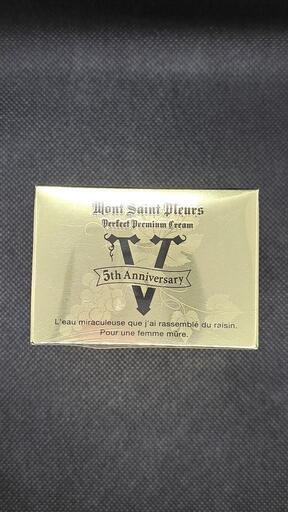 Mont Saint Pleurs
Perfect Premium Cream
V
5th Anniversary
L'eau miraculeuse que j'ai rassemblé du raisin.
Pour une femme mûre.